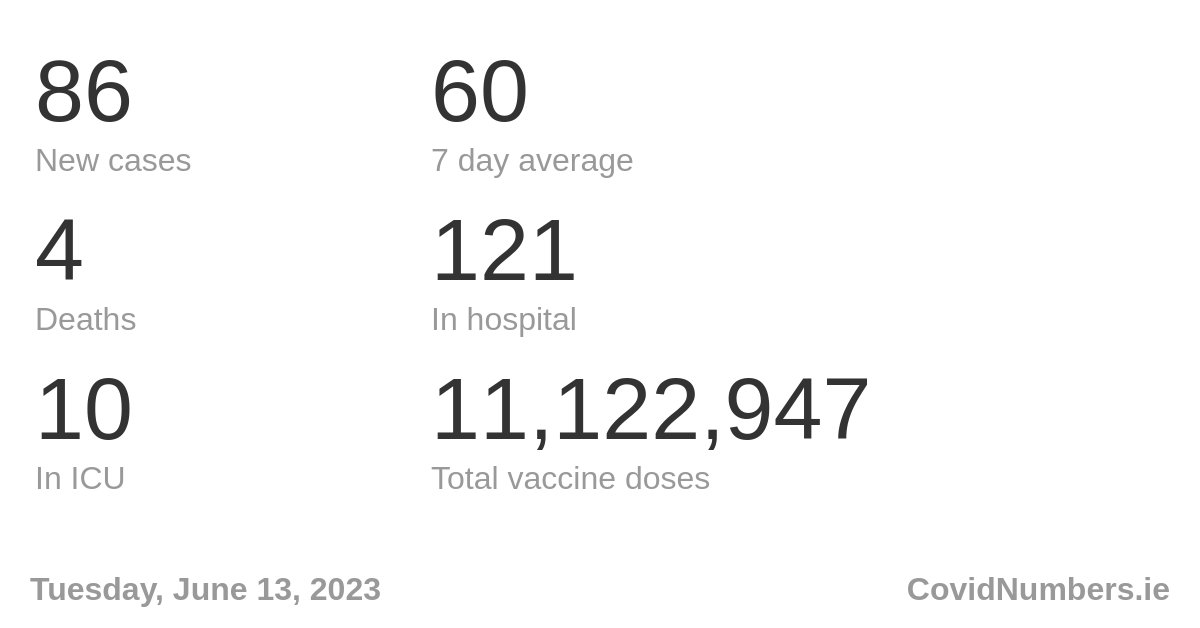 86
60
New cases
7 day average
4
121
Deaths
In hospital
10
11,122,947
In ICU
Total vaccine doses
Tuesday, June 13, 2023
CovidNumbers.ie